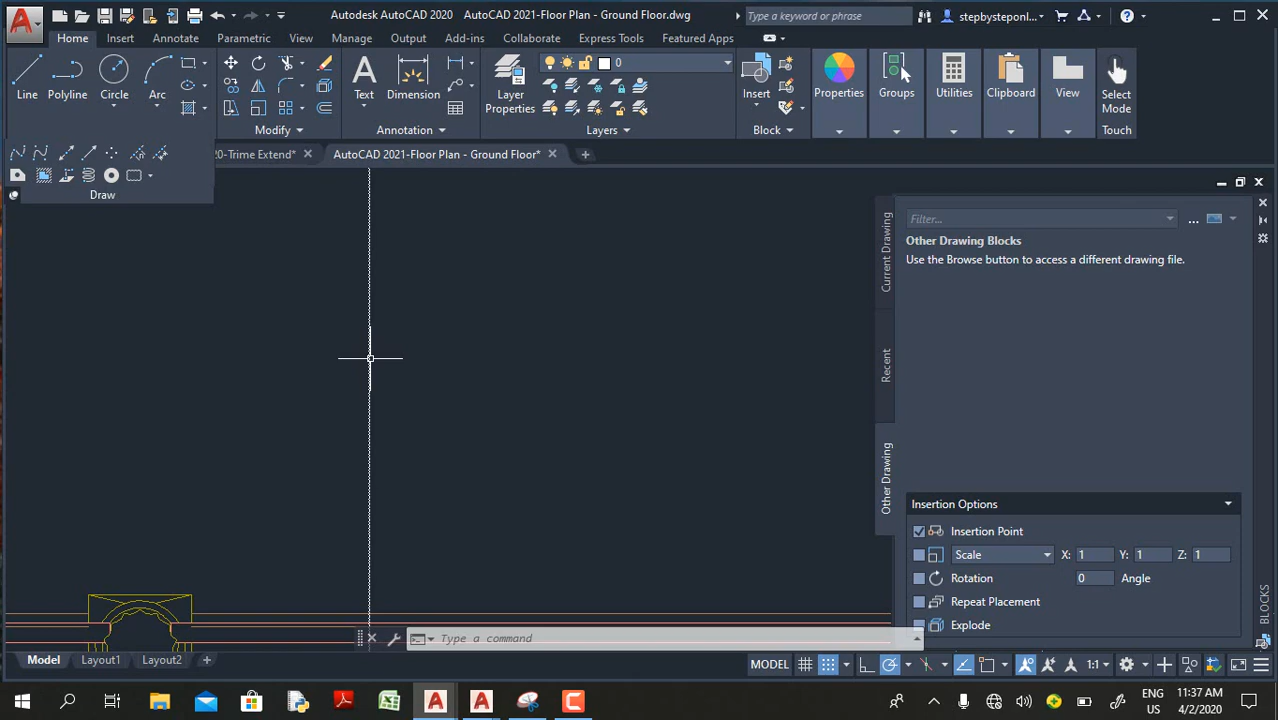 Autodesk AutoCAD 2020 AutoCAD 2021-Floor Plan - Ground Floor.dwg
Type a keyword or phrase
stepbysteponl...
Home Insert Annotate Parametric View Manage Output Add-ins Collaborate Express Tools Featured Apps
Line Polyline Circle Arc
Text Dimension
Layer
Properties
0
Insert
Properties Groups Utilities Clipboard View
Select
Mode
Modify Annotation Layers Block Touch
20-Trime Extend* AutoCAD 2021-Floor Plan - Ground Floor*
Draw
Current Drawing
Recent
Other Drawing
Filter...
...
Other Drawing Blocks
Use the Browse button to access a different drawing file.
Insertion Options
Insertion Point
Scale X: 1 Y: 1 Z: 1
Rotation 0 Angle
Repeat Placement
Explode
BLOCKS
Type a command
Model Layout1 Layout2
MODEL 1:1
ENG
US
11:37 AM
4/2/2020